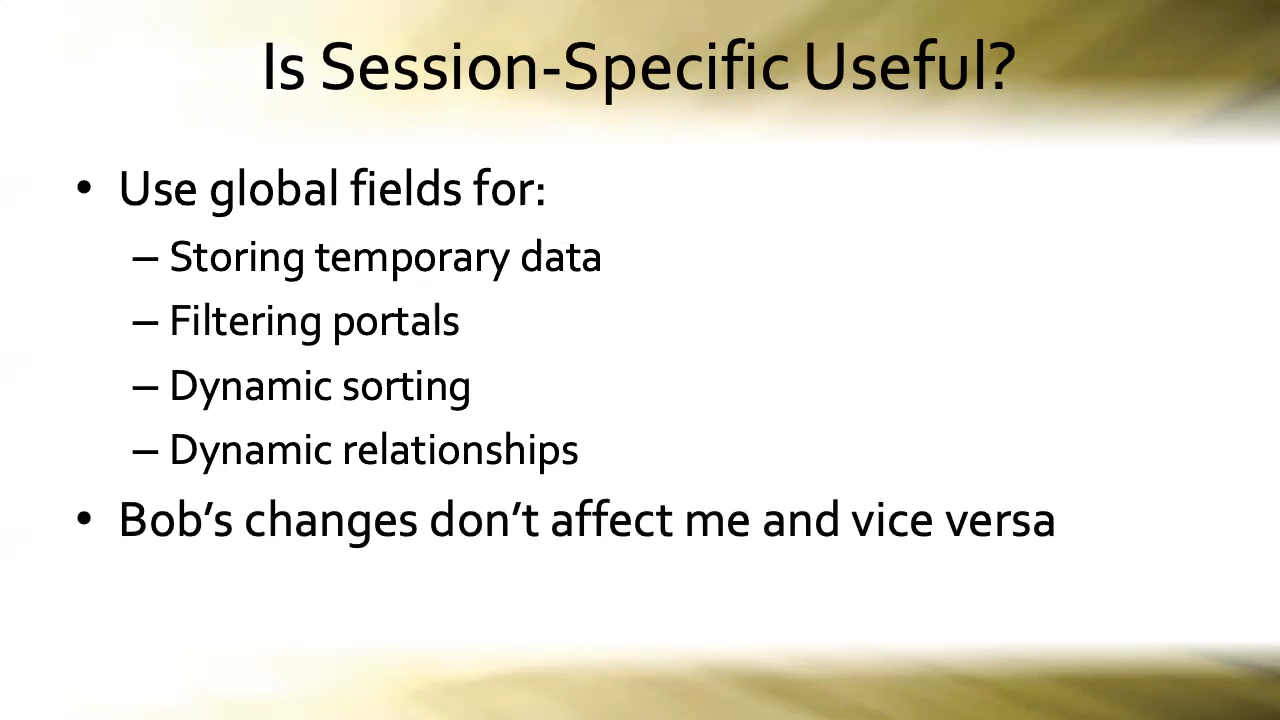 Is Session-Specific Useful?
• Use global fields for:
– Storing temporary data
– Filtering portals
– Dynamic sorting
– Dynamic relationships
• Bob’s changes don’t affect me and vice versa